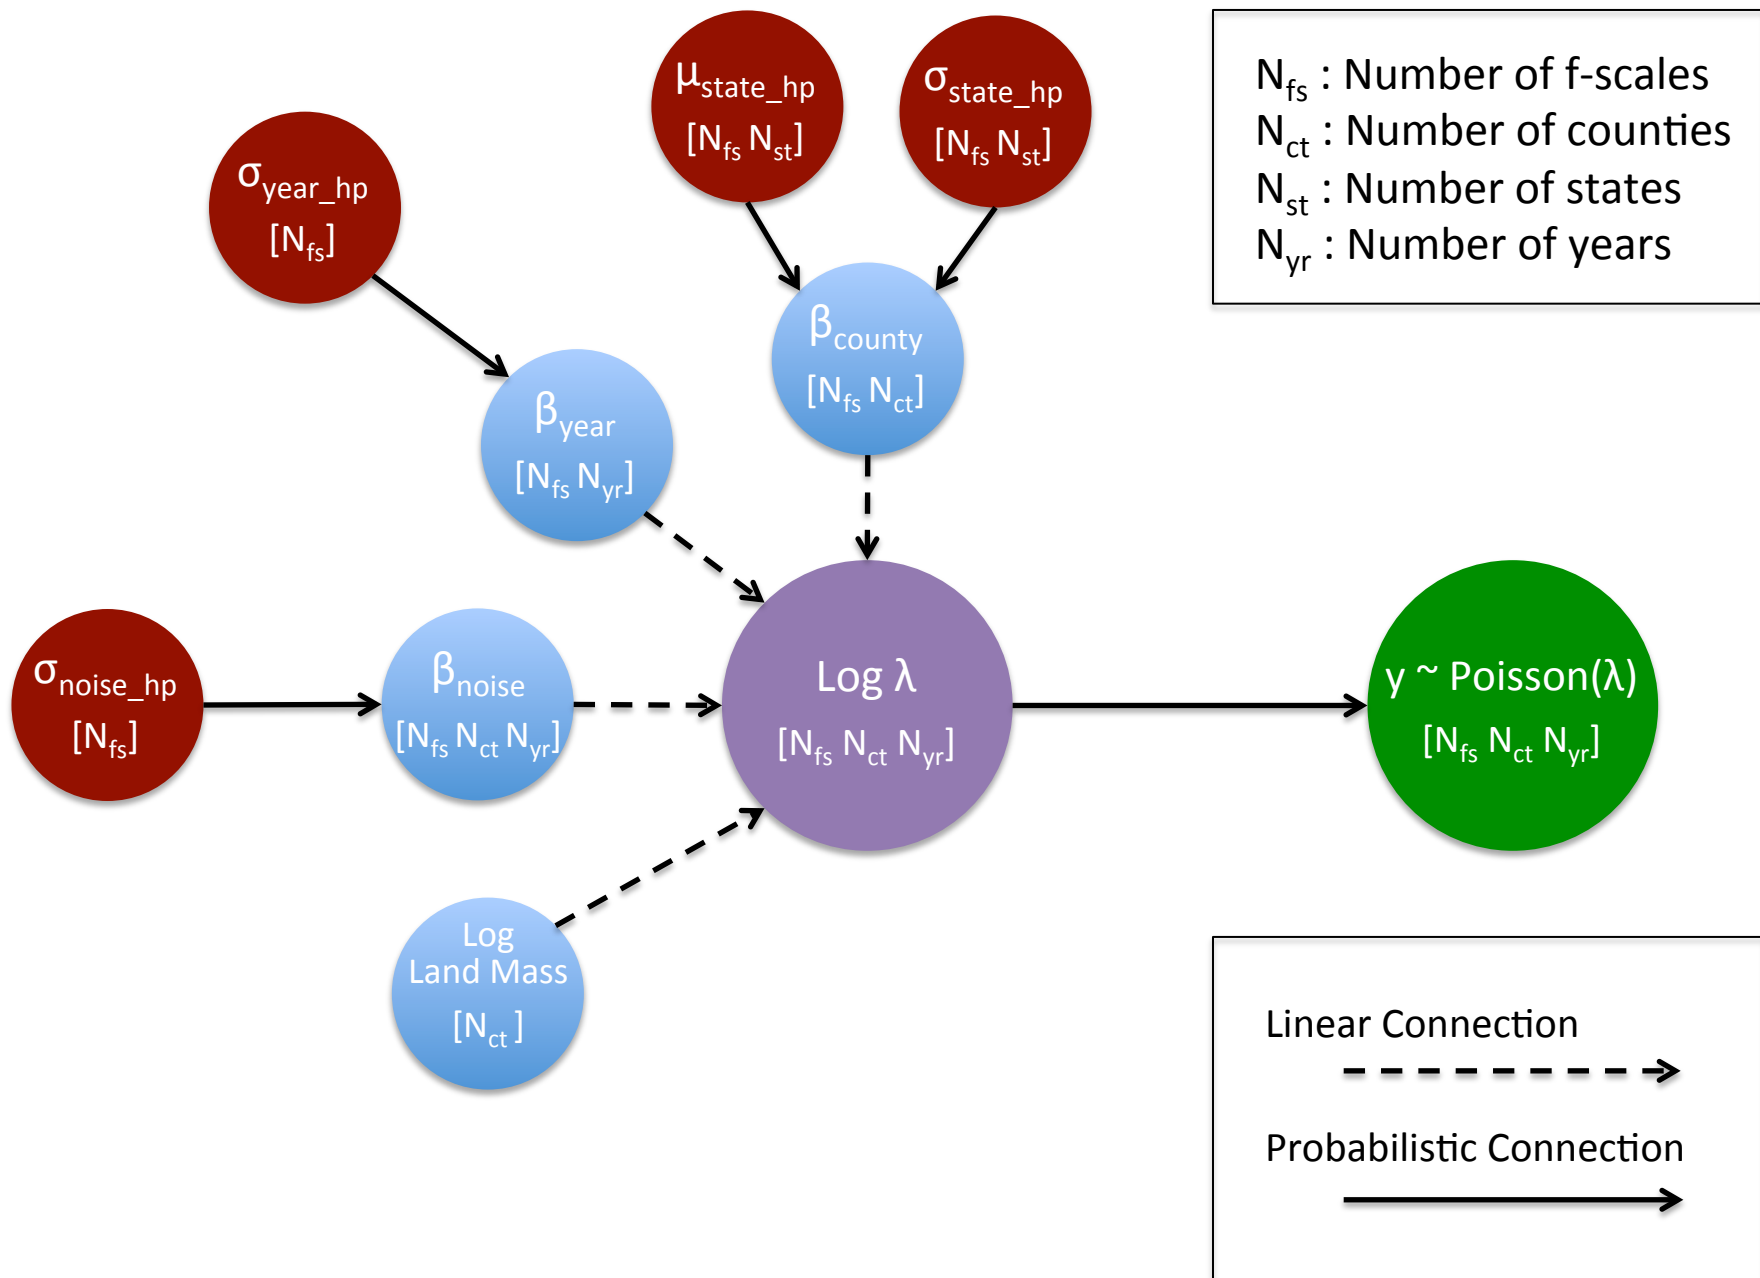 μstate_hp
[Nfs Nst]
σstate_hp
[Nfs Nst]
Nfs : Number of f-scales
Nct : Number of counties
Nst : Number of states
Nyr : Number of years
σyear_hp
[Nfs]
βcounty
[Nfs Nct]
βyear
[Nfs Nyr]
σnoise_hp
[Nfs]
βnoise
[Nfs Nct Nyr]
Log λ
[Nfs Nct Nyr]
y ~ Poisson(λ)
[Nfs Nct Nyr]
Log
Land Mass
[Nct ]
Linear Connection
Probabilistic Connection